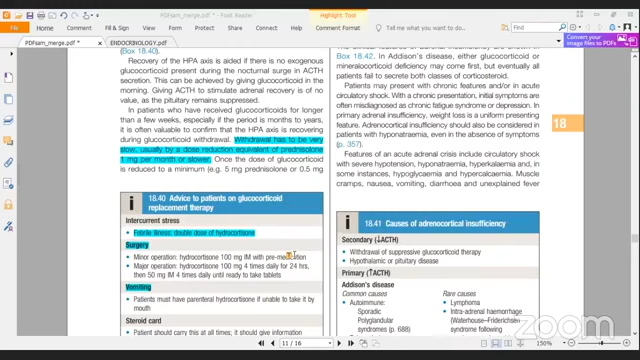 PDFsam_merge.pdf * - Foxit Reader
Highlight Tool
File
Home
Comment
Fill & Sign
View
Form
Protect
Share
Help
Comment Format
Tell me what you want to do...
PDFsam_merge.pdf *
ENDOCRINOLOGY.pdf
Convert your
image to PDF
(Box 18.40).
Recovery of the HPA axis is aided if there is no exogenous
glucocorticoid present during the nocturnal surge in ACTH
secretion. This can be achieved by giving glucocorticoid in the
morning. Giving ACTH to stimulate adrenal recovery is of no
value, as the pituitary remains suppressed.
In patients who have received glucocorticoids for longer
than a few weeks, especially if the period is months to years,
it is often valuable to confirm that the HPA axis is recovering
during glucocorticoid withdrawal. Withdrawal has to be very
slow, usually by a dose reduction equivalent of prednisolone
1 mg per month or slower. Once the dose of glucocorticoid
is reduced to a minimum (e.g. 5 mg prednisolone or 0.5 mg
i
18.40 Advice to patients on glucocorticoid
replacement therapy
Intercurrent stress
• Febrile illness: double dose of hydrocortisone
Surgery
• Minor operation: hydrocortisone 100 mg IM with pre-medication
• Major operation: hydrocortisone 100 mg 4 times daily for 24 hrs,
then 50 mg IM 4 times daily until ready to take tablets
Vomiting
• Patients must have parenteral hydrocortisone if unable to take it by
mouth
Steroid card
• Patient should carry this at all times; it should give information
Box 18.42. In Addison's disease, either glucocorticoid or
mineralocorticoid deficiency may come first, but eventually all
patients fail to secrete both classes of corticosteroid.
Patients may present with chronic features and/or in acute
circulatory shock. With a chronic presentation, initial symptoms
are often misdiagnosed as chronic fatigue syndrome or depression. In
primary adrenal insufficiency, weight loss is a uniform presenting
feature. Adrenocortical insufficiency should also be considered in
patients with hyponatraemia, even in the absence of symptoms
(p. 357).
Features of an acute adrenal crisis include circulatory shock
with severe hypotension, hyponatraemia, hyperkalaemia and, in
some instances, hypoglycaemia and hypercalcaemia. Muscle
cramps, nausea, vomiting, diarrhoea and unexplained fever
18
i
18.41 Causes of adrenocortical insufficiency
Secondary (↓ACTH)
• Withdrawal of suppressive glucocorticoid therapy
• Hypothalamic or pituitary disease
Primary (↑ACTH)
Addison's disease
Common causes
• Autoimmune:
Sporadic
Polyglandular
syndromes (p. 688)
Rare causes
• Lymphoma
• Intra-adrenal haemorrhage
(Waterhouse–Friderichsen
syndrome following
zoom
11 / 16
150%